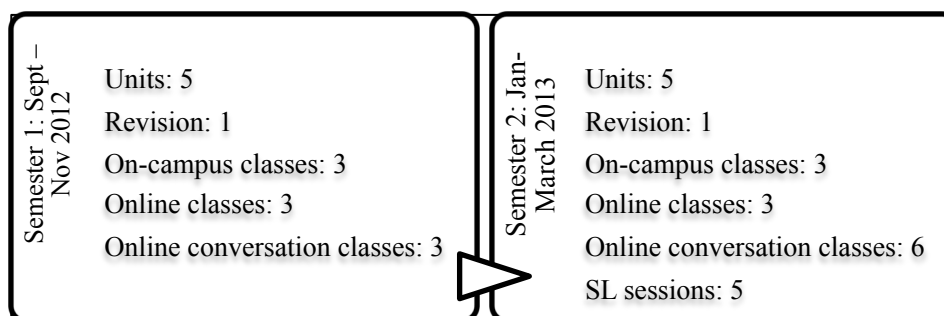 Semester 1: Sept –
Nov 2012
Units: 5
Revision: 1
On-campus classes: 3
Online classes: 3
Online conversation classes: 3
Semester 2: Jan-
March 2013
Units: 5
Revision: 1
On-campus classes: 3
Online classes: 3
Online conversation classes: 6
SL sessions: 5